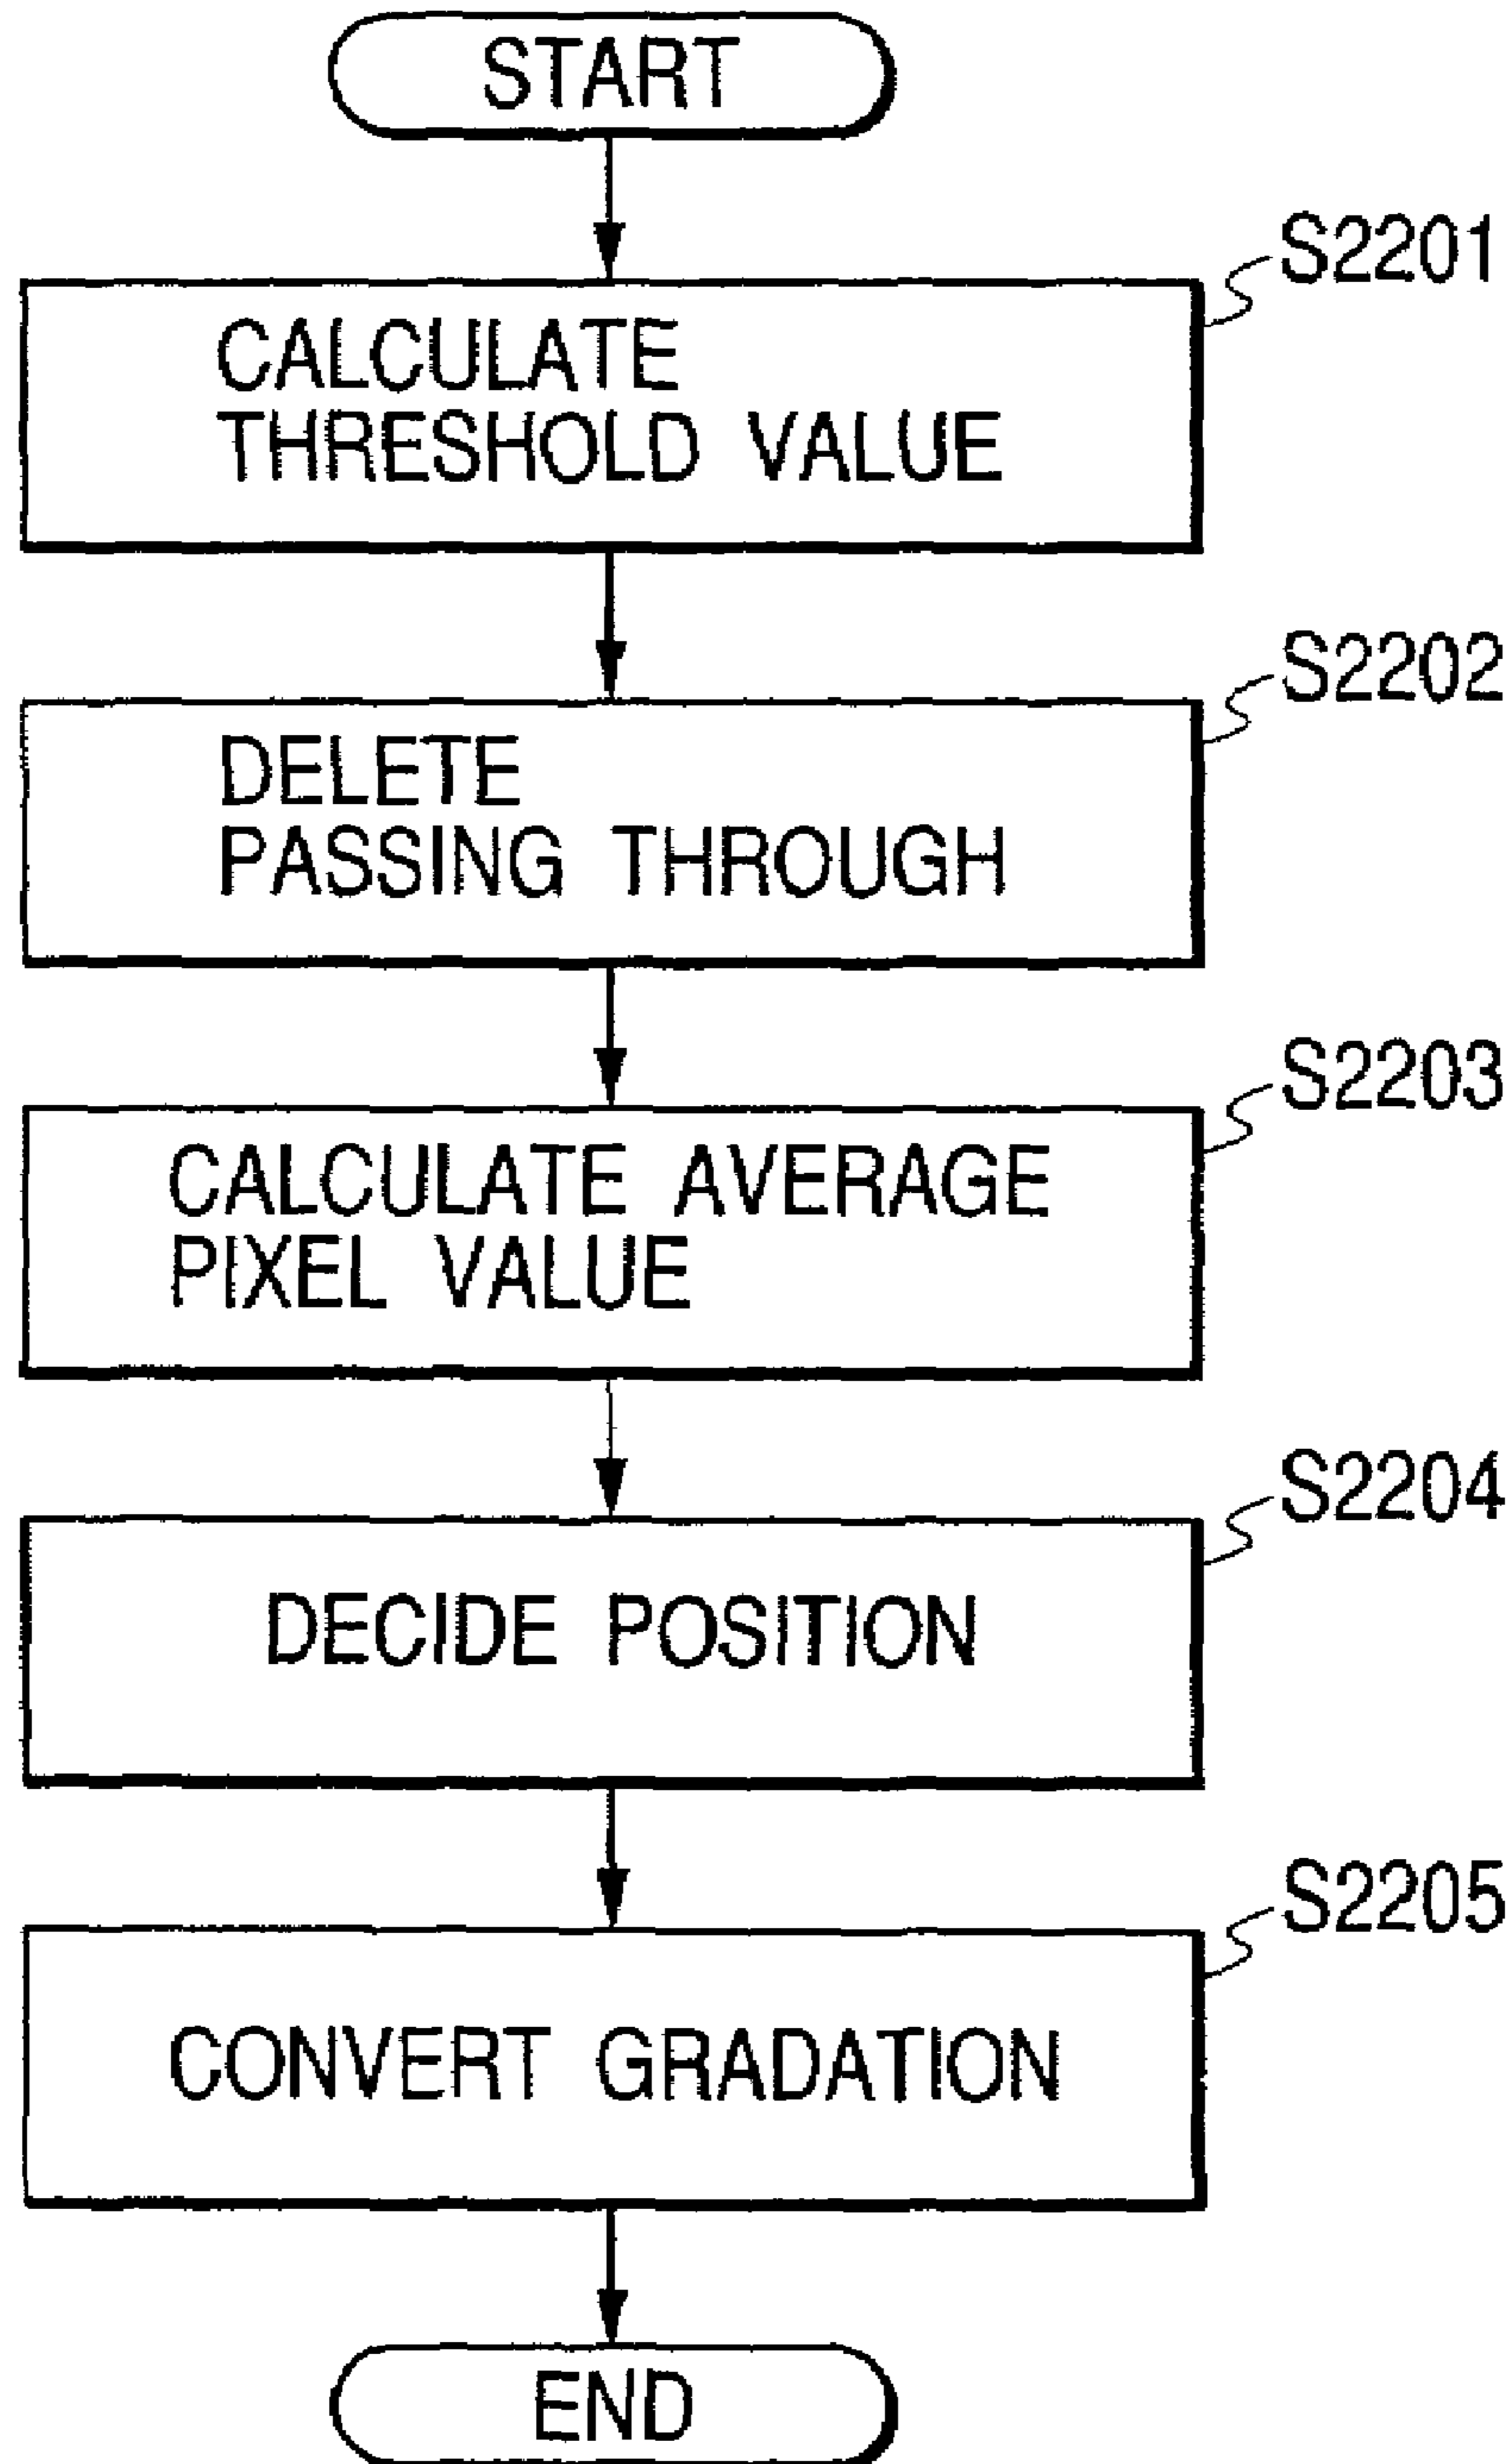 START
S2201
CALCULATE
THRESHOLD VALUE
S2202
DELETE
PASSING THROUGH
S2203
CALCULATE AVERAGE
PIXEL VALUE
S2204
DECIDE POSITION
S2205
CONVERT GRADATION
END